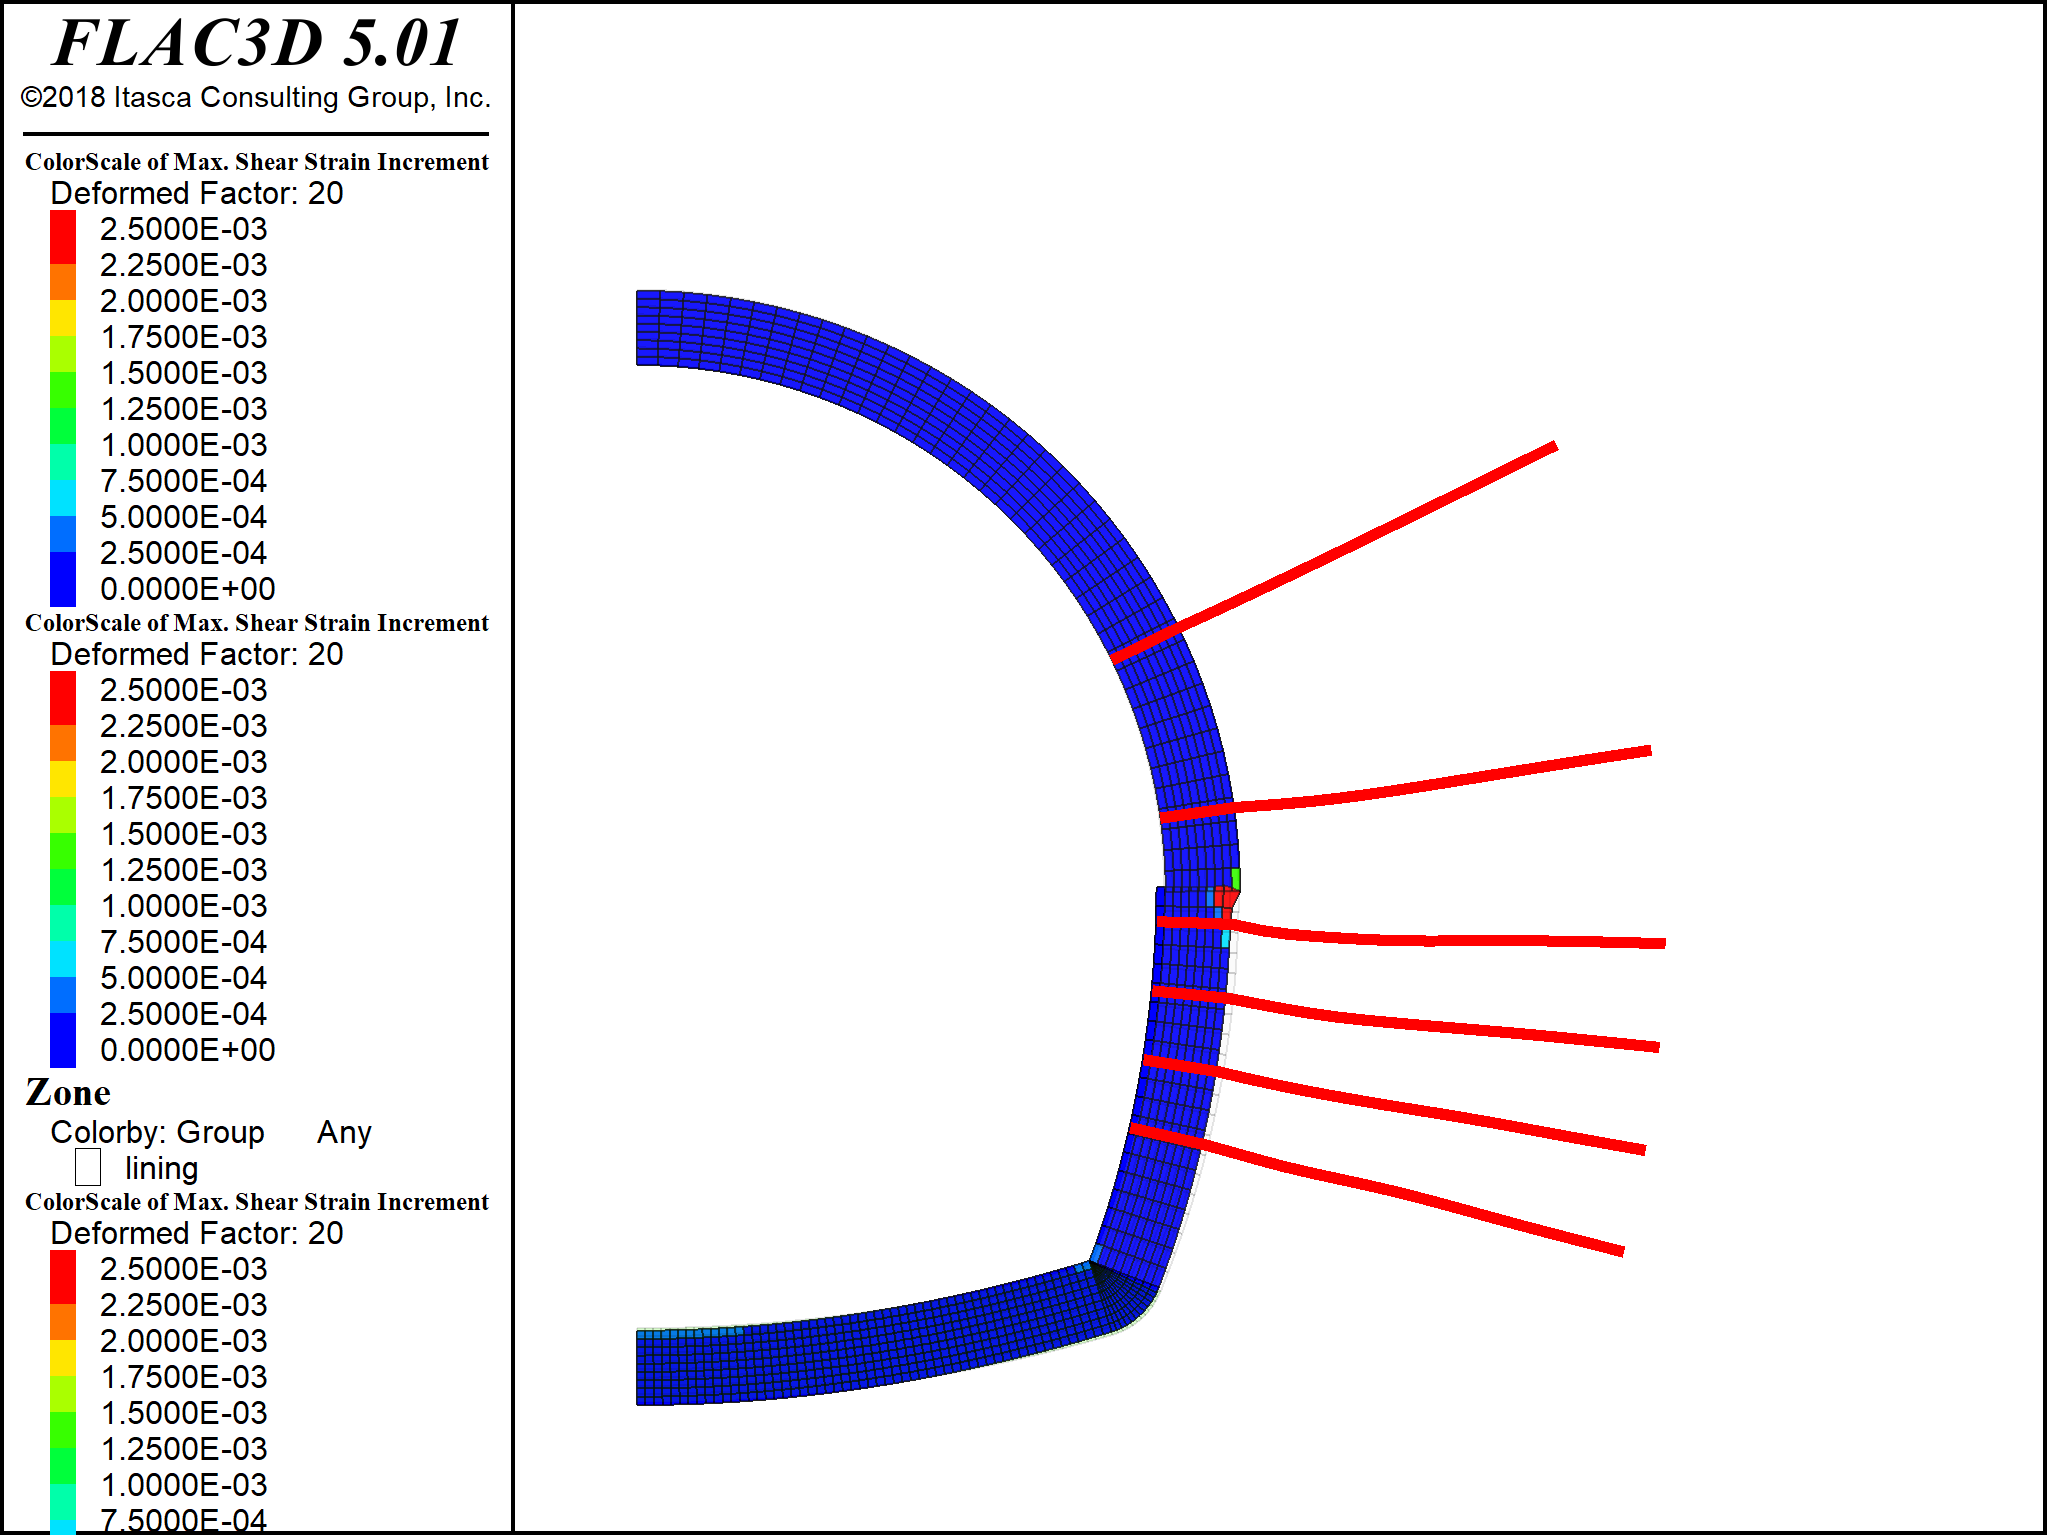 FLAC3D 5.01
©2018 Itasca Consulting Group, Inc.
ColorScale of Max. Shear Strain Increment
Deformed Factor: 20
2.5000E-03
2.2500E-03
2.0000E-03
1.7500E-03
1.5000E-03
1.2500E-03
1.0000E-03
7.5000E-04
5.0000E-04
2.5000E-04
0.0000E+00
ColorScale of Max. Shear Strain Increment
Deformed Factor: 20
2.5000E-03
2.2500E-03
2.0000E-03
1.7500E-03
1.5000E-03
1.2500E-03
1.0000E-03
7.5000E-04
5.0000E-04
2.5000E-04
0.0000E+00
Zone
Colorby: Group Any
lining
ColorScale of Max. Shear Strain Increment
Deformed Factor: 20
2.5000E-03
2.2500E-03
2.0000E-03
1.7500E-03
1.5000E-03
1.2500E-03
1.0000E-03
7.5000E-04